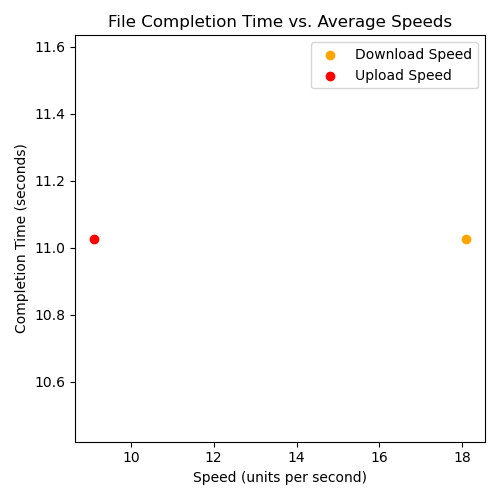 File Completion Time vs. Average Speeds
Download Speed
Upload Speed
Completion Time (seconds)
11.6
11.4
11.2
11.0
10.8
10.6
10 12 14 16 18
Speed (units per second)